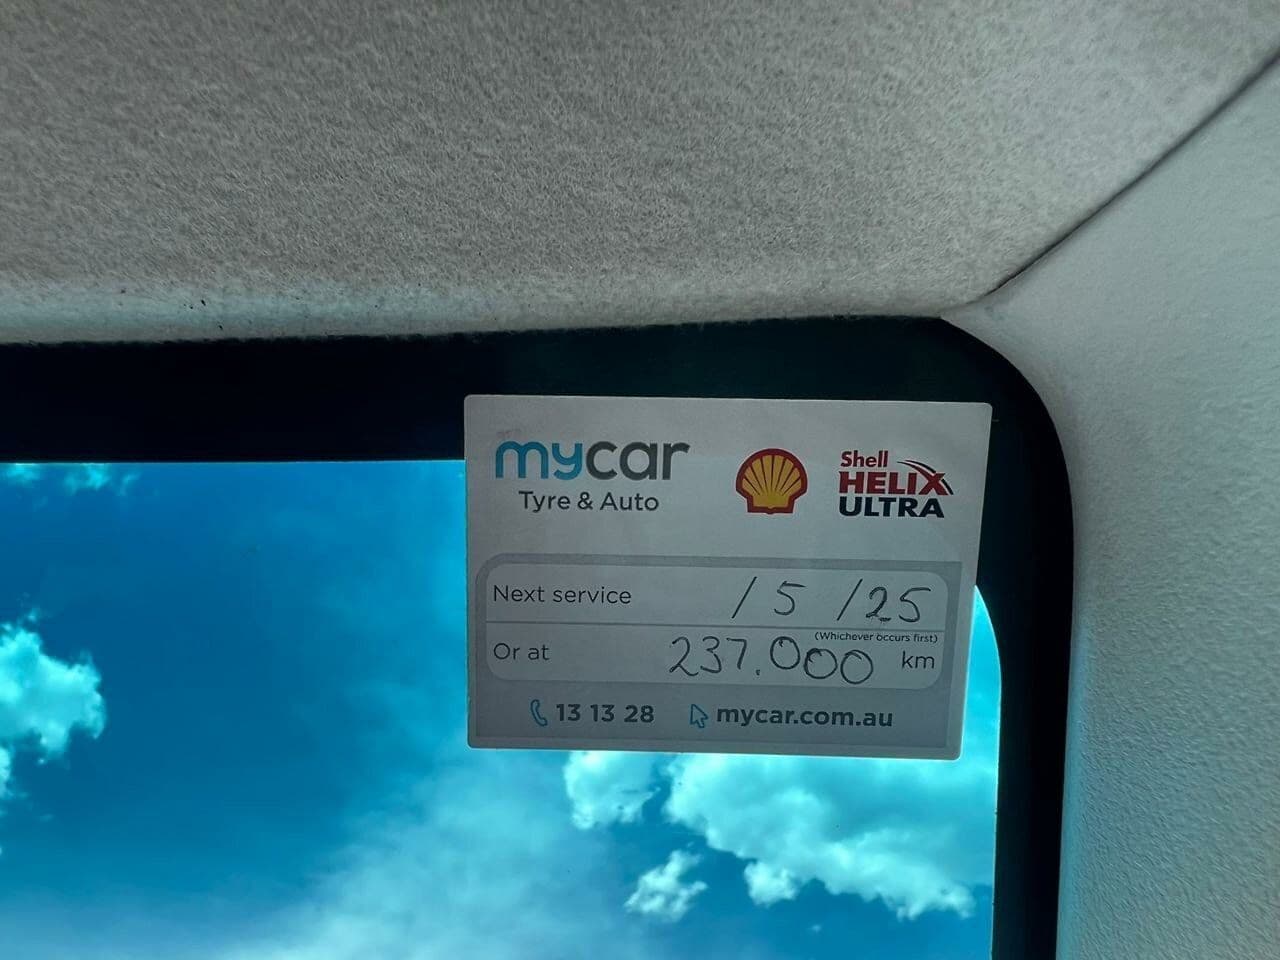 mycar
Tyre & Auto
Shell
HELIX
ULTRA
Next service / 5 / 25
(Whichever occurs first)
Or at 237.000 km
13 13 28 mycar.com.au